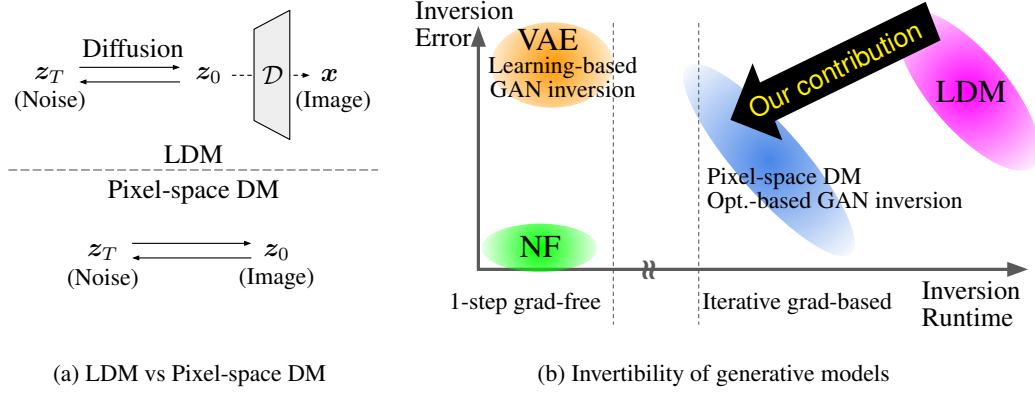 Diffusion
z_T
z_0
𝒟
x
(Noise)
(Image)
LDM
Pixel-space DM
z_T
z_0
(Noise)
(Image)
(a) LDM vs Pixel-space DM
Inversion
Error
VAE
Learning-based
GAN inversion
Our contribution
LDM
Pixel-space DM
Opt.-based GAN inversion
NF
1-step grad-free
Iterative grad-based
Inversion
Runtime
(b) Invertibility of generative models